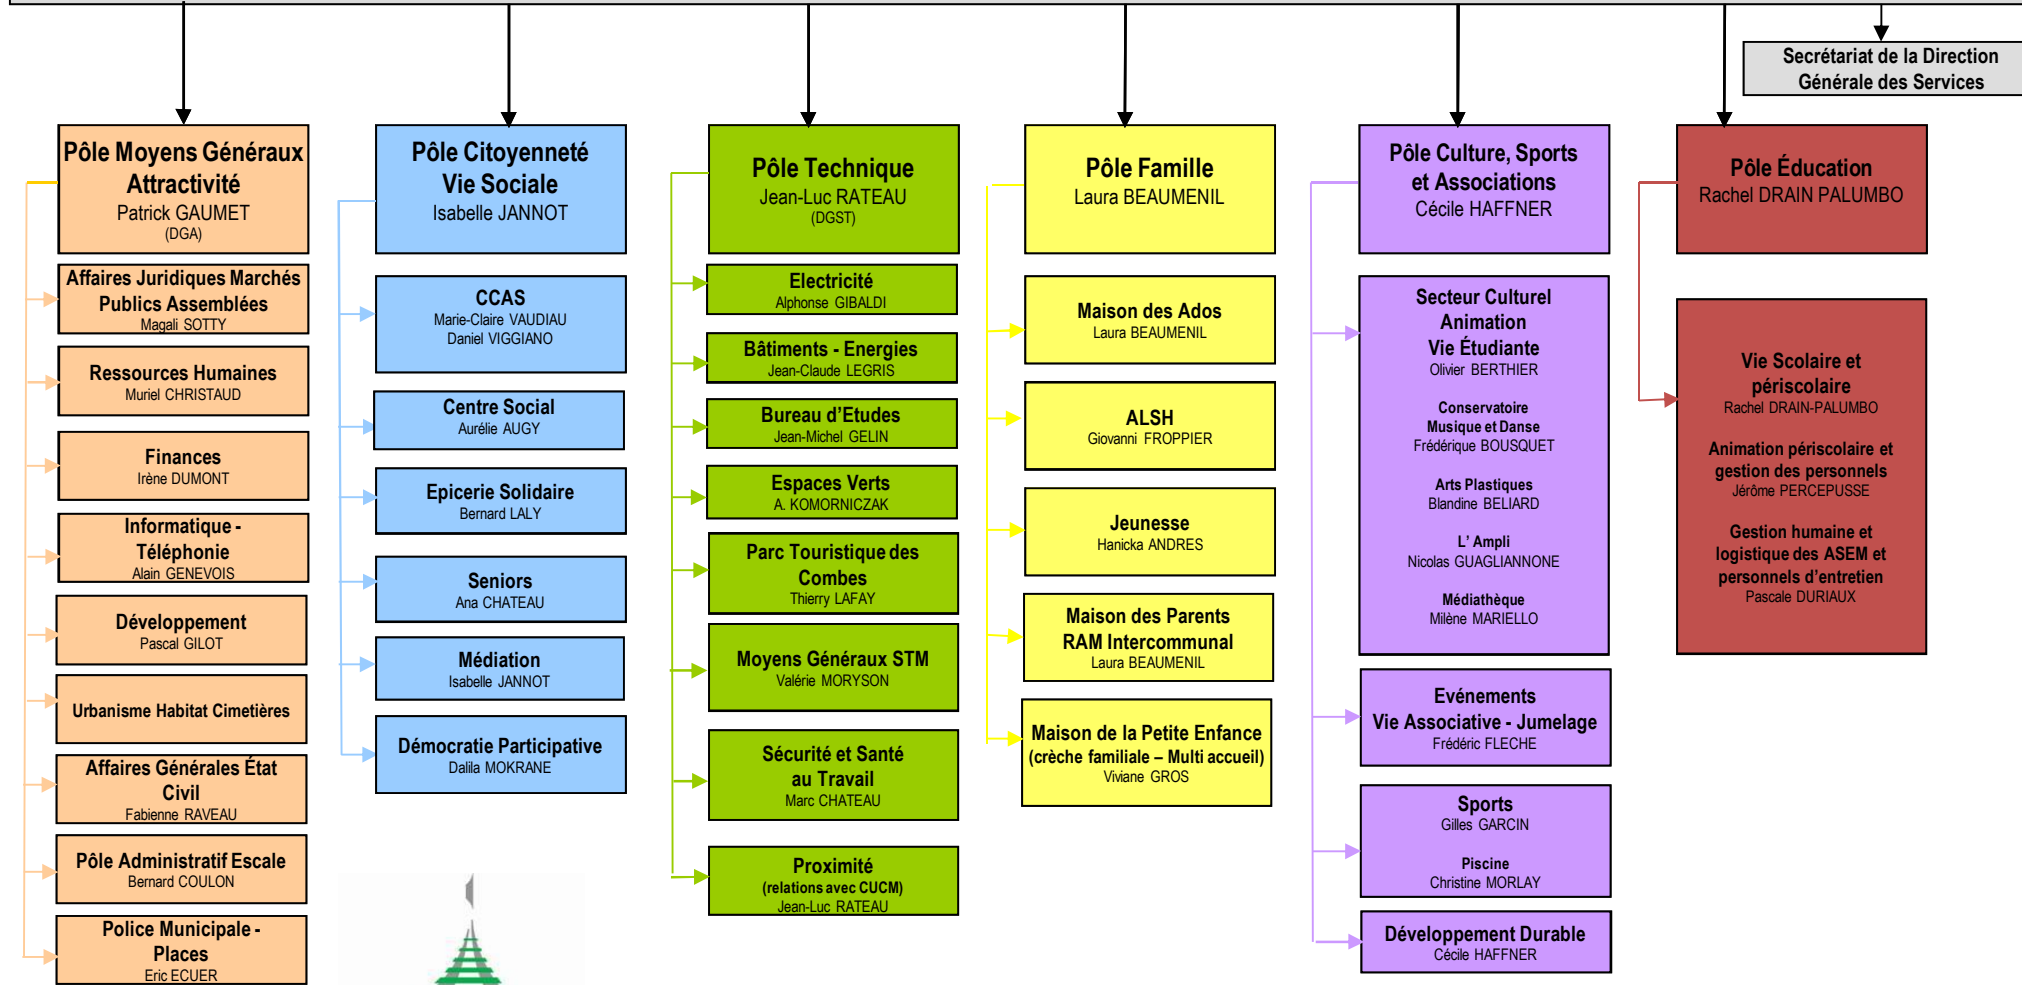 Secrétariat de la Direction
Générale des Services
Pôle Moyens Généraux
Attractivité
Patrick GAUMET
(DGA)
Affaires Juridiques Marchés
Publics Assemblées
Magali SOTTY
Ressources Humaines
Muriel CHRISTAUD
Finances
Irène DUMONT
Informatique -
Téléphonie
Alain GENEVOIS
Développement
Pascal GILOT
Urbanisme Habitat Cimetières
Affaires Générales État
Civil
Fabienne RAVEAU
Pôle Administratif Escale
Bernard COULON
Police Municipale -
Places
Eric ECUER
Pôle Citoyenneté
Vie Sociale
Isabelle JANNOT
CCAS
Marie-Claire VAUDIAU
Daniel VIGGIANO
Centre Social
Aurélie AUGY
Epicerie Solidaire
Bernard LALY
Seniors
Ana CHATEAU
Médiation
Isabelle JANNOT
Démocratie Participative
Dalila MOKRANE
Pôle Technique
Jean-Luc RATEAU
(DGST)
Electricité
Alphonse GIBALDI
Bâtiments - Energies
Jean-Claude LEGRIS
Bureau d'Etudes
Jean-Michel GELIN
Espaces Verts
A. KOMORNICZAK
Parc Touristique des
Combes
Thierry LAFAY
Moyens Généraux STM
Valérie MORYSON
Sécurité et Santé
au Travail
Marc CHATEAU
Proximité
(relations avec CUCM)
Jean-Luc RATEAU
Pôle Famille
Laura BEAUMENIL
Maison des Ados
Laura BEAUMENIL
ALSH
Giovanni FROPPIER
Jeunesse
Hanicka ANDRES
Maison des Parents
RAM Intercommunal
Laura BEAUMENIL
Maison de la Petite Enfance
(crèche familiale – Multi accueil)
Viviane GROS
Pôle Culture, Sports
et Associations
Cécile HAFFNER
Secteur Culturel
Animation
Vie Étudiante
Olivier BERTHIER
Conservatoire
Musique et Danse
Frédérique BOUSQUET
Arts Plastiques
Blandine BELIARD
L' Ampli
Nicolas GUAGLIANNONE
Médiathèque
Milène MARIELLO
Evénements
Vie Associative - Jumelage
Frédéric FLECHE
Sports
Gilles GARCIN
Piscine
Christine MORLAY
Développement Durable
Cécile HAFFNER
Pôle Éducation
Rachel DRAIN PALUMBO
Vie Scolaire et
périscolaire
Rachel DRAIN-PALUMBO
Animation périscolaire et
gestion des personnels
Jérôme PERCEPUSSE
Gestion humaine et
logistique des ASEM et
personnels d'entretien
Pascale DURIAUX